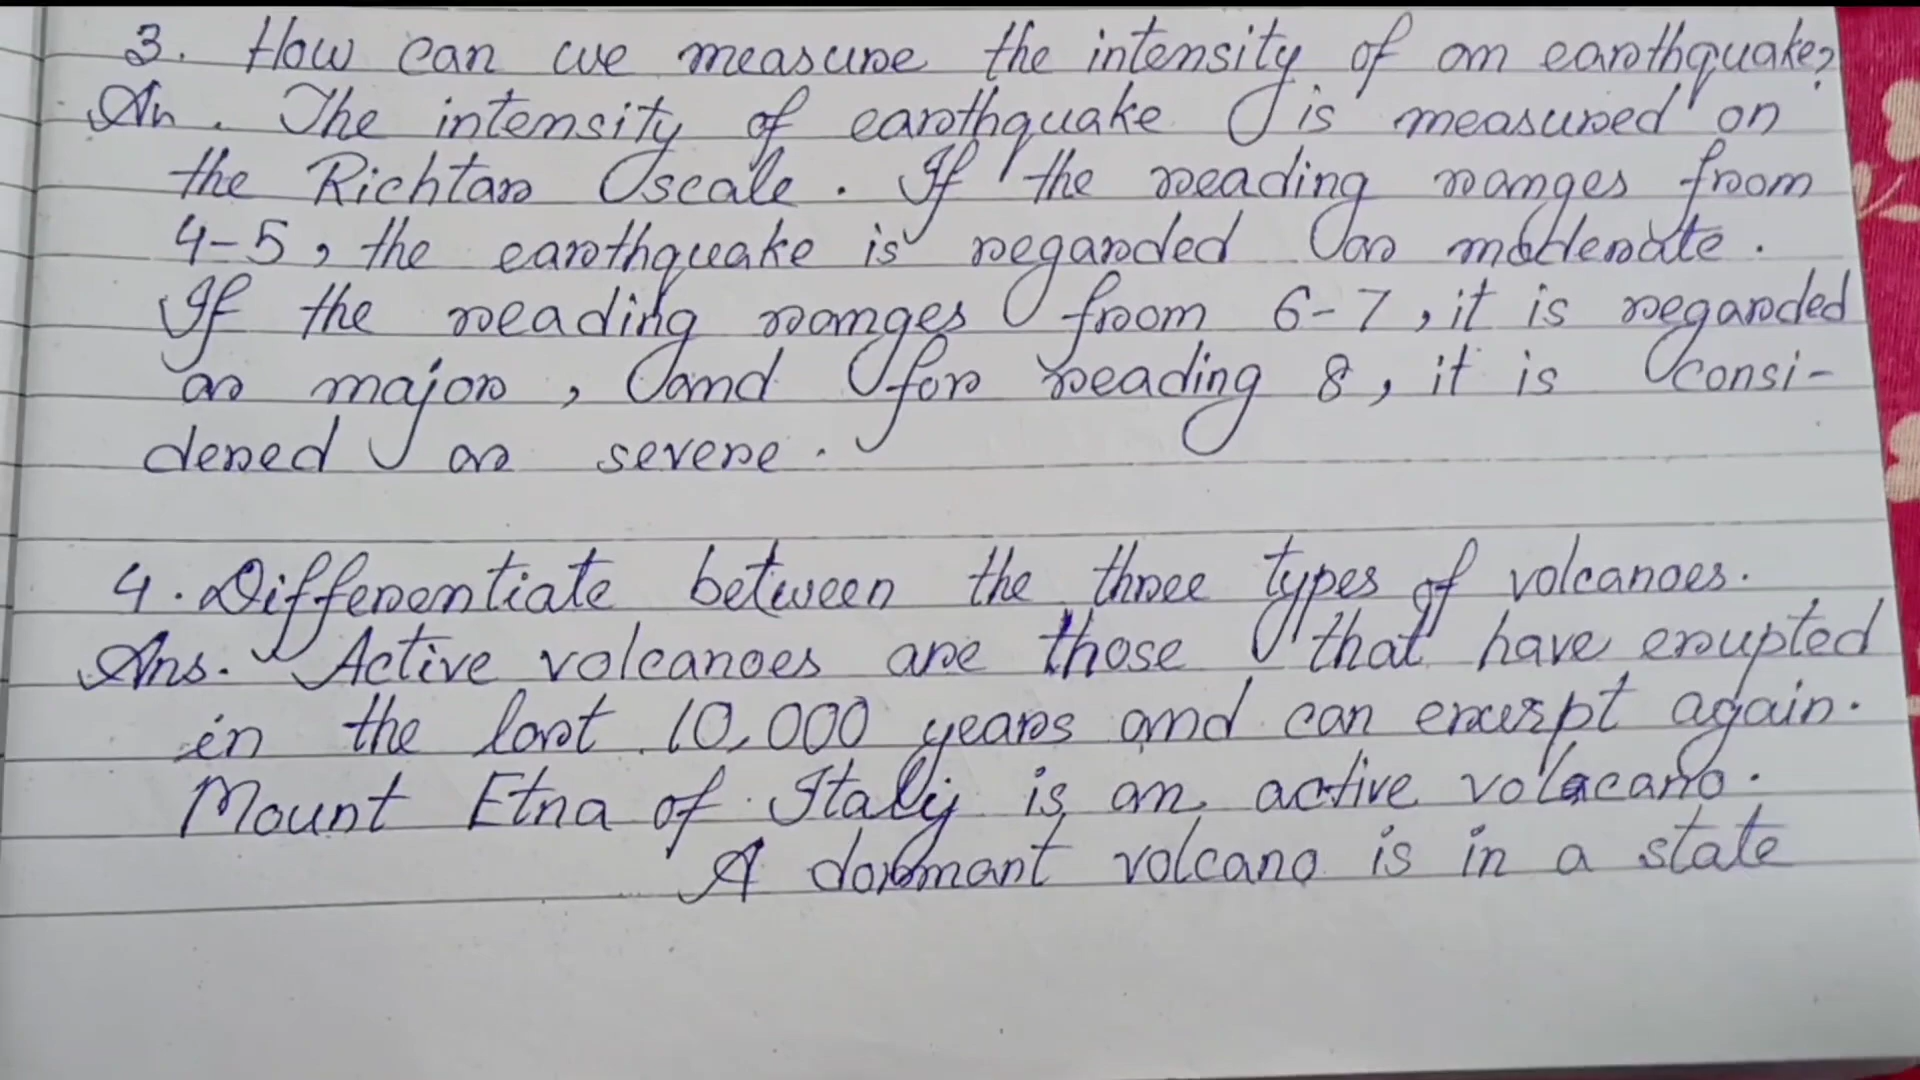 3. How can we measure the intensity of an earthquake?
An. The intensity of earthquake is measured on
the Richtar scale. If the reading ranges from
4-5, the earthquake is regarded as moderate.
If the reading ranges from 6-7, it is regarded
as major, and for reading 8, it is consi-
dered as severe.
4. Differentiate between the three types of volcanoes.
Ans. Active volcanoes are those that have erupted
in the last 10,000 years and can again.
Mount Etna of Italy is an active volacano.
A dormant volcano is in a state